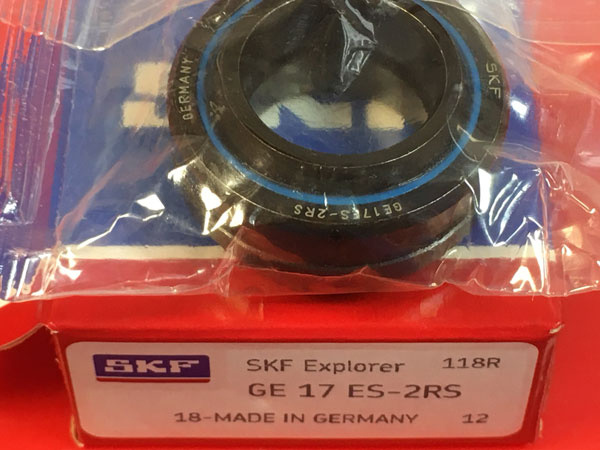 GERMANY
SKF
GE17ES-2RS
SKF SKF Explorer 118R
GE 17 ES-2RS
18-MADE IN GERMANY 12